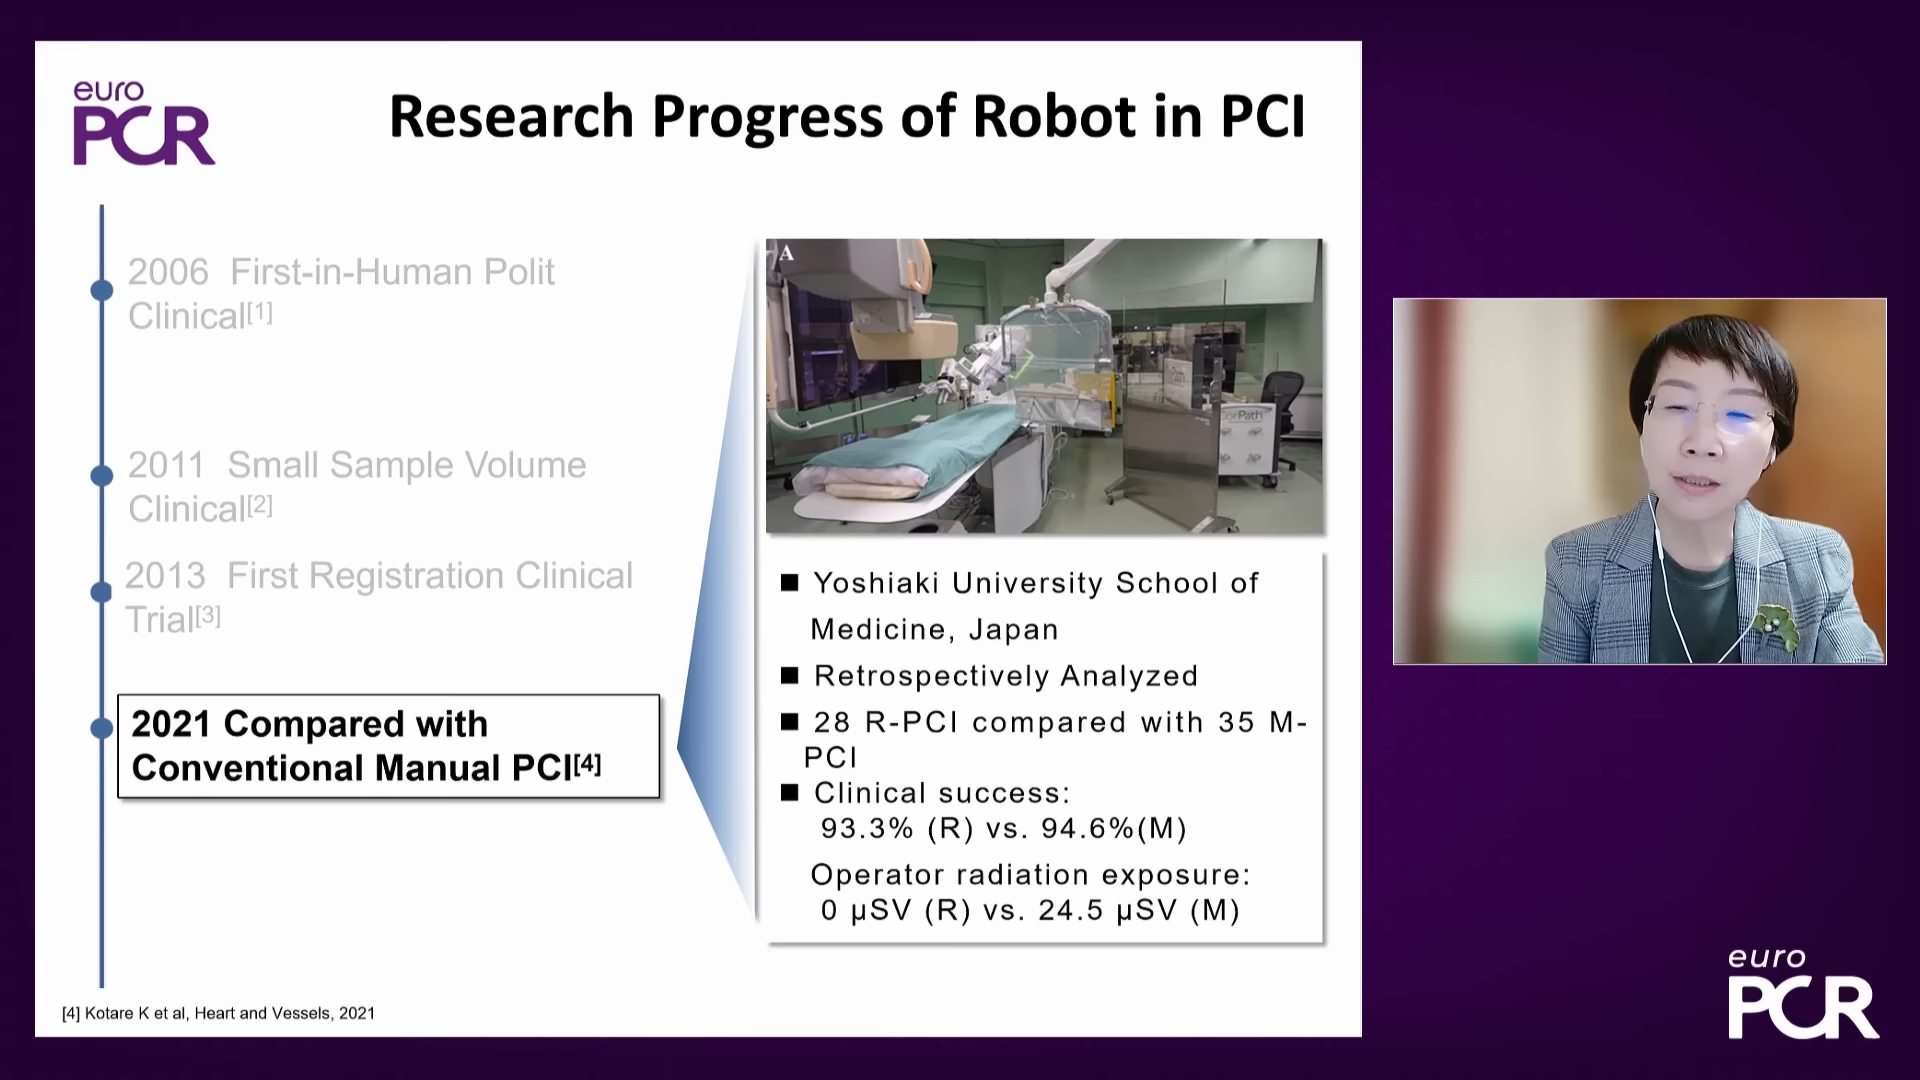 euro
PCR
Research Progress of Robot in PCI
2006 First-in-Human Polit
Clinical[1]
2011 Small Sample Volume
Clinical[2]
2013 First Registration Clinical
Trial[3]
2021 Compared with
Conventional Manual PCI[4]
A
CorPath
■ Yoshiaki University School of
Medicine, Japan
■ Retrospectively Analyzed
■ 28 R-PCI compared with 35 M-
PCI
■ Clinical success:
93.3% (R) vs. 94.6%(M)
Operator radiation exposure:
0 µSV (R) vs. 24.5 µSV (M)
[4] Kotare K et al, Heart and Vessels, 2021
euro
PCR